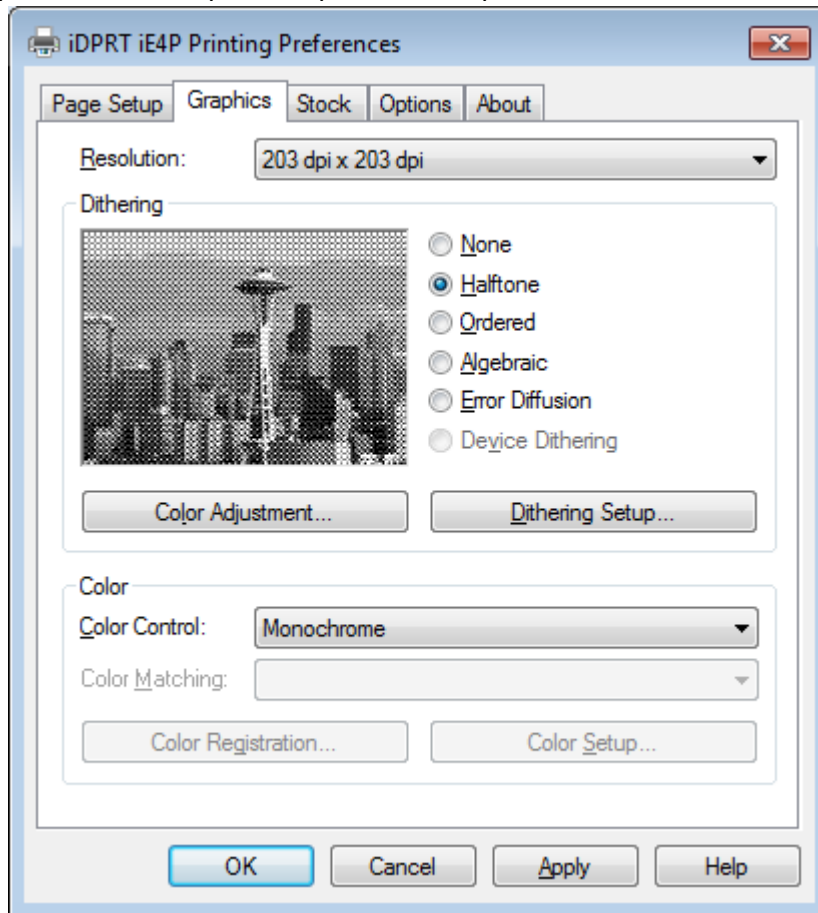 iDPRT iE4P Printing Preferences
Page Setup Graphics Stock Options About
Resolution: 203 dpi x 203 dpi
Dithering
None
Halftone
Ordered
Algebraic
Error Diffusion
Device Dithering
Color Adjustment... Dithering Setup...
Color
Color Control: Monochrome
Color Matching:
Color Registration... Color Setup...
OK Cancel Apply Help